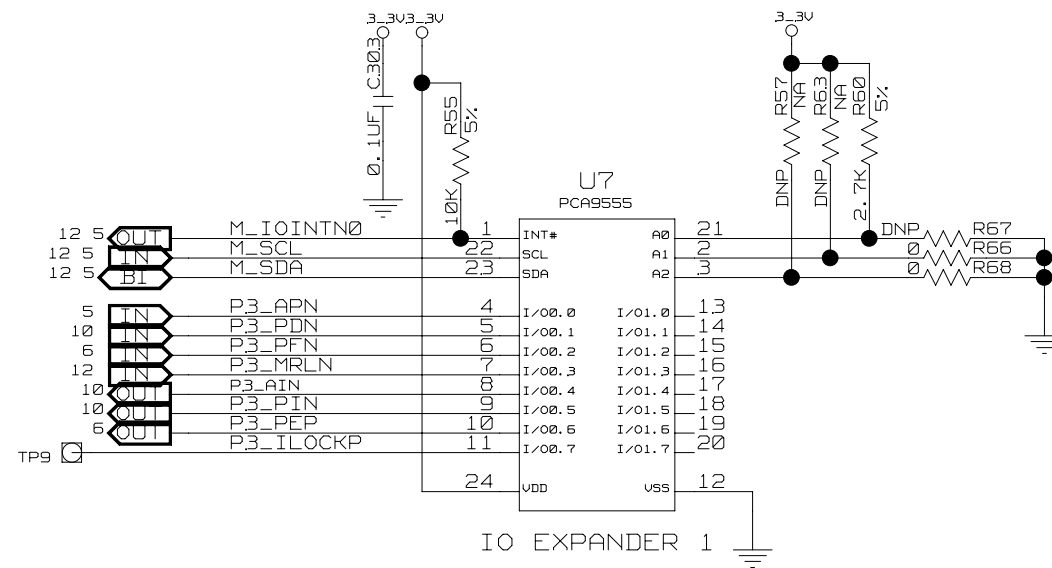 3_3V 3_3V 3_3V
C303
0.1UF
R55
5%
10K
R57
NA
DNP
R63
NA
DNP
R60
5%
2.7K
U7
PCA9555
12 5 OUT M_IOINTN0 1 INT# A0 21 DNP R67
12 5 IN M_SCL 22 SCL A1 2 0 R66
12 5 BI M_SDA 23 SDA A2 3 0 R68
5 IN P3_APN 4 I/O0.0 I/O1.0 13
10 IN P3_PDN 5 I/O0.1 I/O1.1 14
6 IN P3_PFN 6 I/O0.2 I/O1.2 15
12 IN P3_MRLN 7 I/O0.3 I/O1.3 16
10 OUT P3_AIN 8 I/O0.4 I/O1.4 17
10 OUT P3_PIN 9 I/O0.5 I/O1.5 18
6 OUT P3_PEP 10 I/O0.6 I/O1.6 19
TP9 P3_ILOCKP 11 I/O0.7 I/O1.7 20
24 VDD VSS 12
IO EXPANDER 1